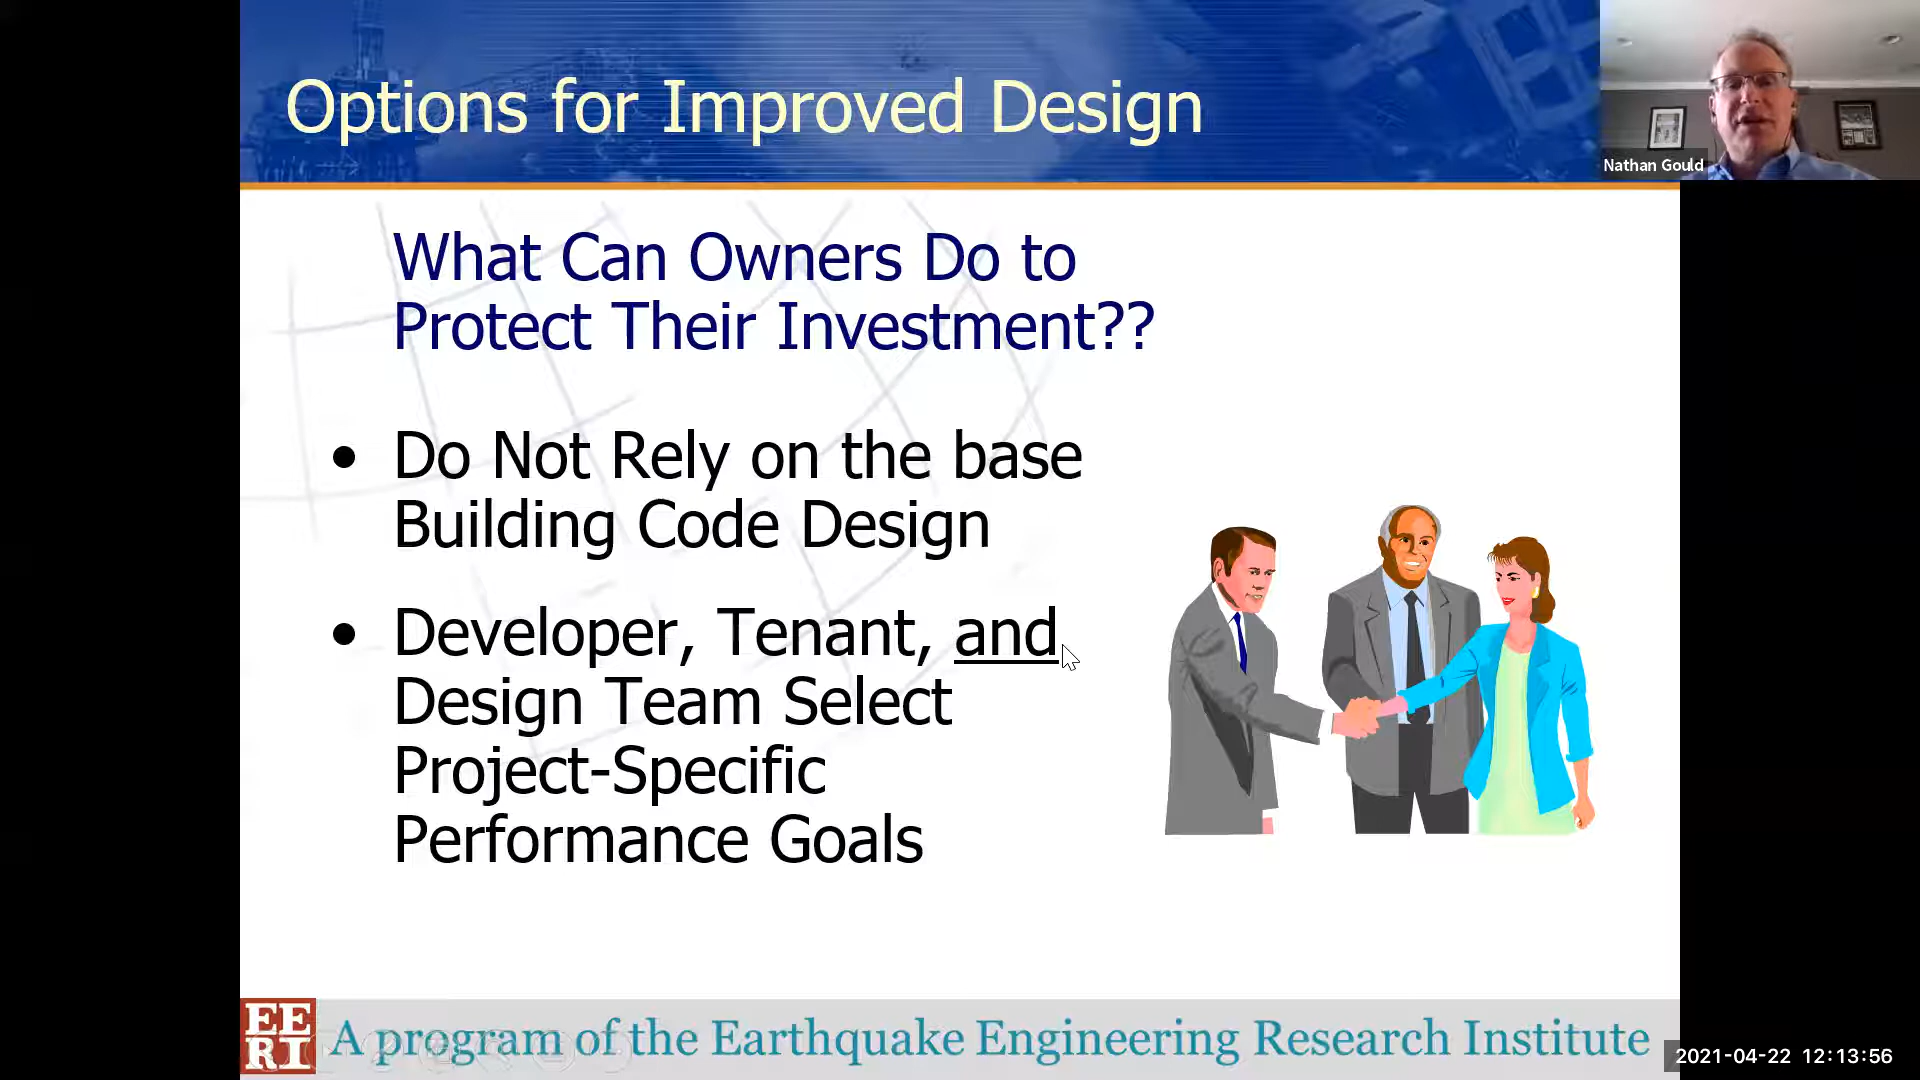 Options for Improved Design
Nathan Gould
What Can Owners Do to
Protect Their Investment??
• Do Not Rely on the base
Building Code Design
• Developer, Tenant, and
Design Team Select
Project-Specific
Performance Goals
EE
RI
A program of the Earthquake Engineering Research Institute
2021-04-22 12:13:56